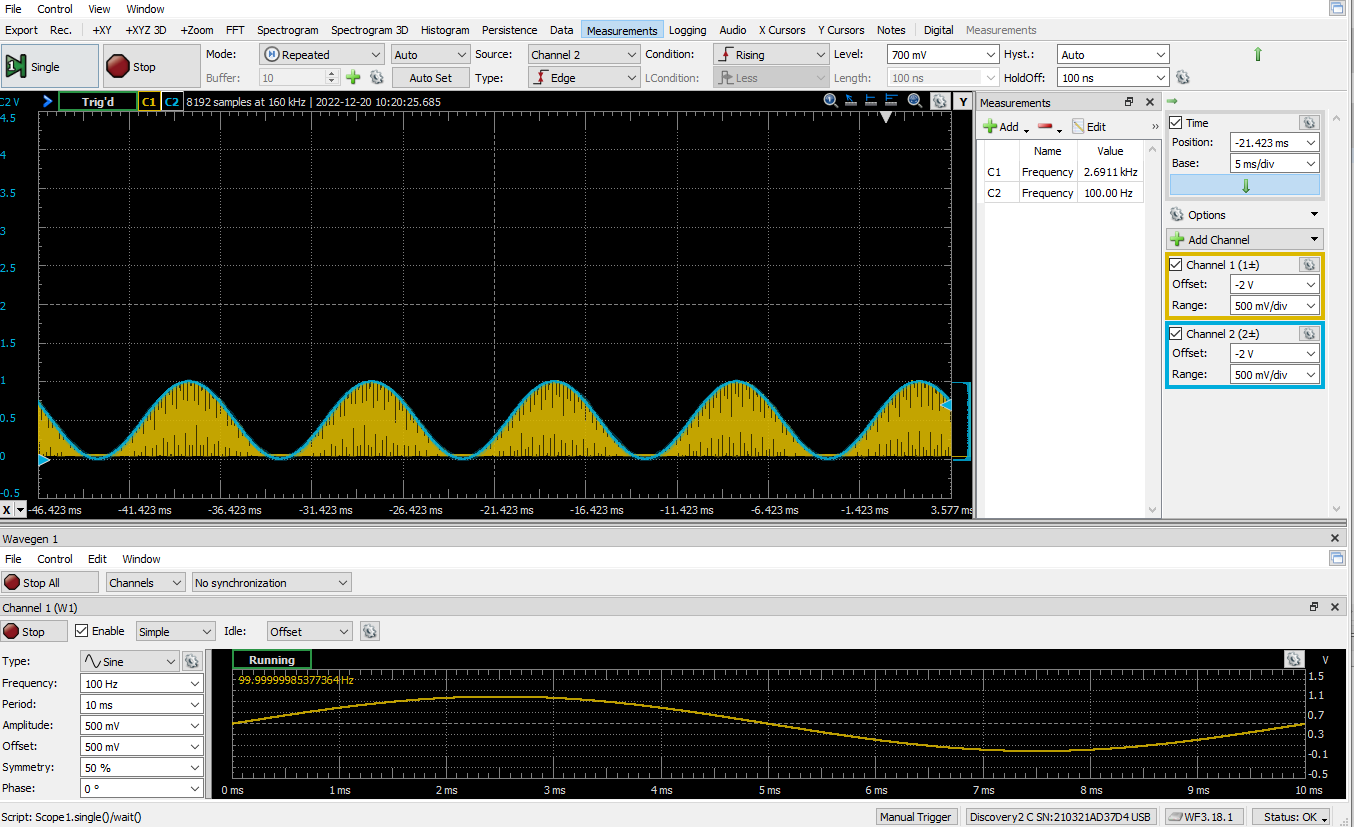 File Control View Window
Export Rec. +XY +XYZ 3D +Zoom FFT Spectrogram Spectrogram 3D Histogram Persistence Data Measurements Logging Audio X Cursors Y Cursors Notes Digital Measurements
Single Stop Mode: Repeated Auto Source: Channel 2 Condition: Rising Level: 700 mV Hyst.: Auto
Buffer: 10 Auto Set Type: Edge LCondition: Less Length: 100 ns HoldOff: 100 ns
C2 V Trig'd C1 C2 8192 samples at 160 kHz | 2022-12-20 10:20:25.685 Y
4.5
4
3.5
3
2.5
2
1.5
1
0.5
0
-0.5
X -46.423 ms -41.423 ms -36.423 ms -31.423 ms -26.423 ms -21.423 ms -16.423 ms -11.423 ms -6.423 ms -1.423 ms 3.577 ms
Measurements
Add Edit »
Name Value
C1 Frequency 2.6911 kHz
C2 Frequency 100.00 Hz
Time
Position: -21.423 ms
Base: 5 ms/div
Options
Add Channel
Channel 1 (1±)
Offset: -2 V
Range: 500 mV/div
Channel 2 (2±)
Offset: -2 V
Range: 500 mV/div
Wavegen 1
File Control Edit Window
Stop All Channels No synchronization
Channel 1 (W1)
Stop Enable Simple Idle: Offset
Type: Sine
Frequency: 100 Hz
Period: 10 ms
Amplitude: 500 mV
Offset: 500 mV
Symmetry: 50 %
Phase: 0 °
Running V
99.99999985377364 Hz
1.5
1.1
0.7
0.3
-0.1
-0.5
0 ms 1 ms 2 ms 3 ms 4 ms 5 ms 6 ms 7 ms 8 ms 9 ms 10 ms
Script: Scope1.single()/wait() Manual Trigger Discovery2 C SN:210321AD37D4 USB WF3.18.1 Status: OK